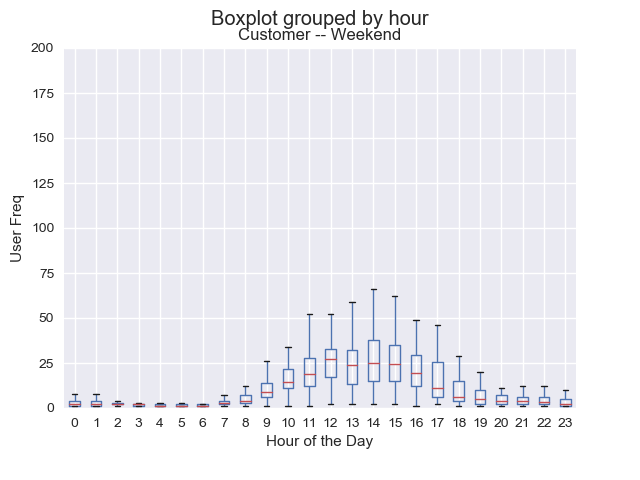 Boxplot grouped by hour
Customer -- Weekend
200
175
150
125
100
75
50
25
0
User Freq
0 1 2 3 4 5 6 7 8 9 10 11 12 13 14 15 16 17 18 19 20 21 22 23
Hour of the Day